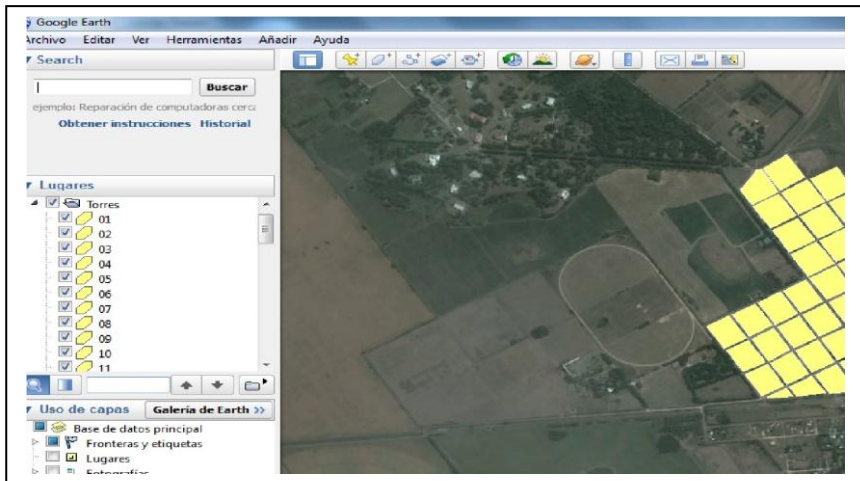 Google Earth
Archivo Editar Ver Herramientas Añadir Ayuda
Search
Buscar
ejemplo: Reparación de computadoras cerca
Obtener instrucciones Historial
Lugares
Torres
01
02
03
04
05
06
07
08
09
10
11
Uso de capas Galería de Earth >>
Base de datos principal
Fronteras y etiquetas
Lugares
Fotografías